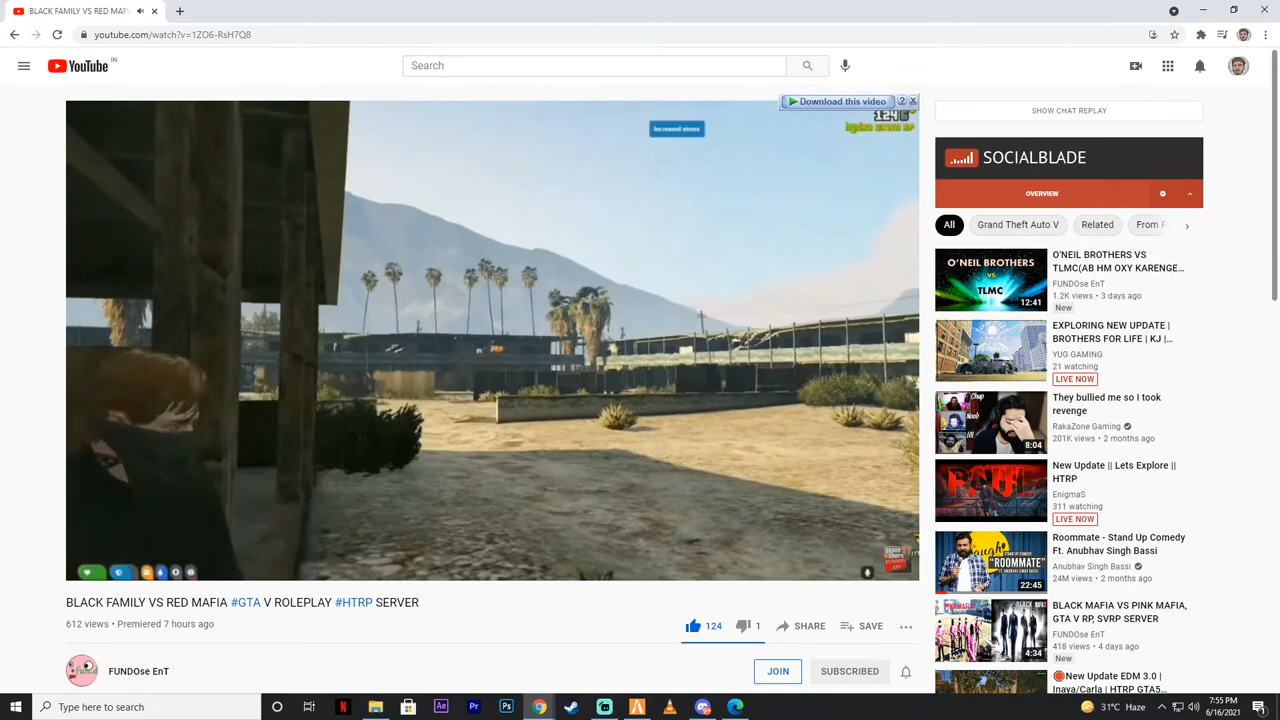 BLACK FAMILY VS RED MAFI
youtube.com/watch?v=1ZO6-RsH7Q8
YouTube IN
Search
Download this video ? X
Increased stress
SHOW CHAT REPLAY
SOCIALBLADE
OVERVIEW
All Grand Theft Auto V Related From F
O'NEIL BROTHERS
VS
TLMC
12:41
O'NEIL BROTHERS VS
TLMC(AB HM OXY KARENGE...
FUNDOse EnT
1.2K views • 3 days ago
New
EXPLORING NEW UPDATE |
BROTHERS FOR LIFE | KJ |...
YUG GAMING
21 watching
LIVE NOW
8:04
They bullied me so I took
revenge
RakaZone Gaming
201K views • 2 months ago
New Update || Lets Explore ||
HTRP
EnigmaS
311 watching
LIVE NOW
"ROOMMATE"
22:45
Roommate - Stand Up Comedy
Ft. Anubhav Singh Bassi
Anubhav Singh Bassi
24M views • 2 months ago
4:34
BLACK MAFIA VS PINK MAFIA,
GTA V RP, SVRP SERVER
FUNDOse EnT
418 views • 4 days ago
New
🔴New Update EDM 3.0 |
Inaya/Carla | HTRP GTA5...
BLACK FAMILY VS RED MAFIA #GTA V ROLEPLAY #HTRP SERVER
612 views • Premiered 7 hours ago
124 1 SHARE SAVE
FUNDOse EnT
JOIN SUBSCRIBED
Type here to search
31°C Haze
7:55 PM
6/16/2021